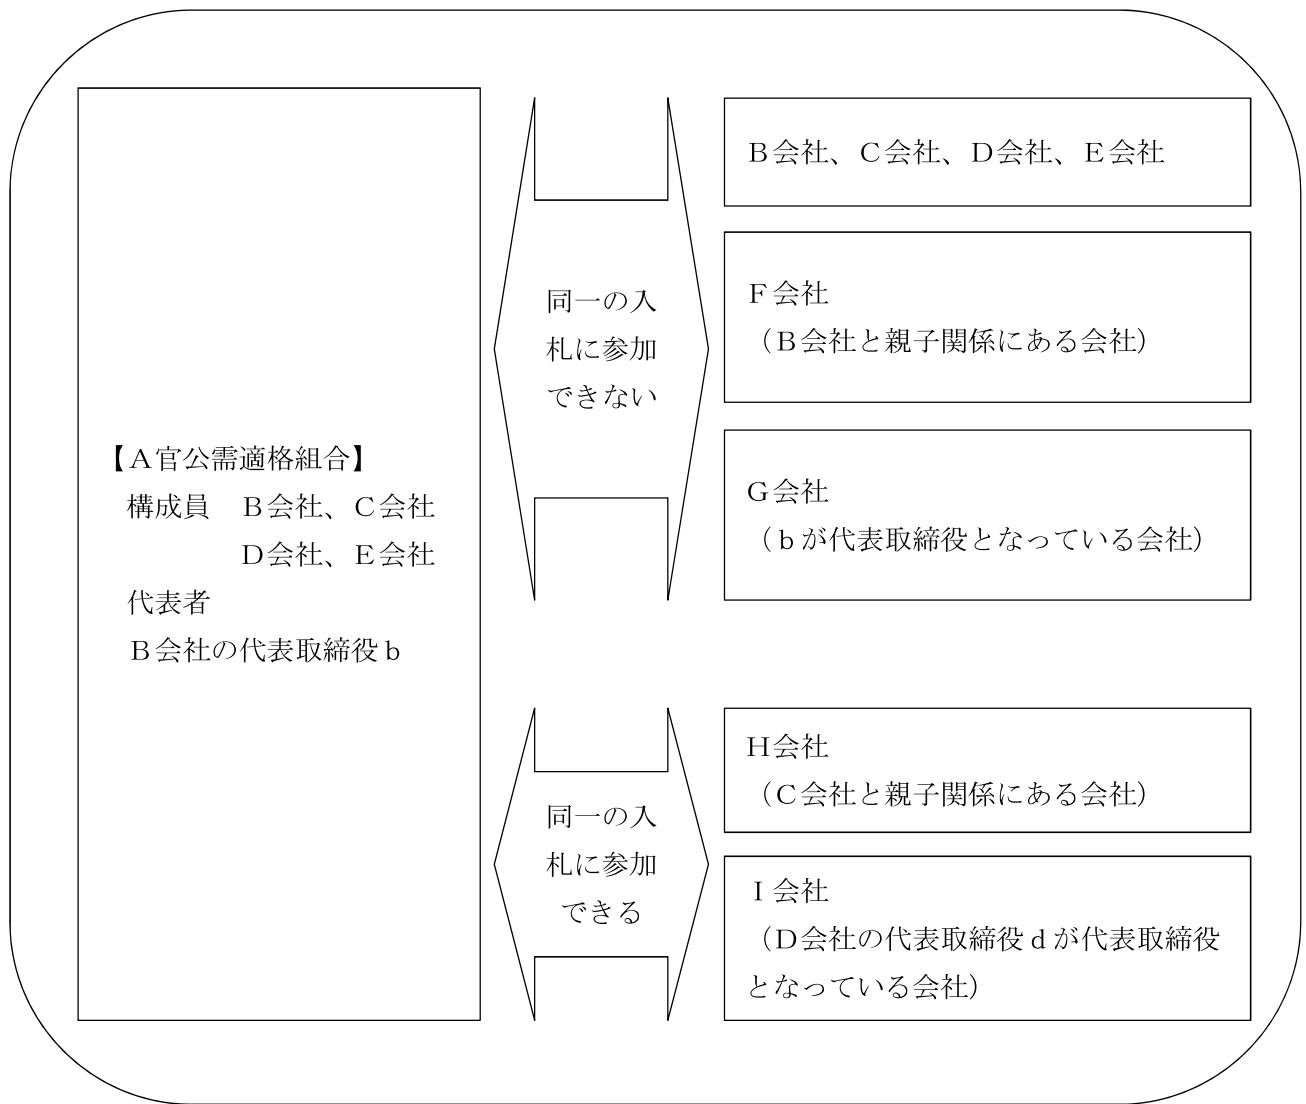 【Ａ官公需適格組合】
構成員　Ｂ会社、Ｃ会社
Ｄ会社、Ｅ会社
代表者
Ｂ会社の代表取締役ｂ
同一の入
札に参加
できない
Ｂ会社、Ｃ会社、Ｄ会社、Ｅ会社
Ｆ会社
（Ｂ会社と親子関係にある会社）
Ｇ会社
（ｂが代表取締役となっている会社）
同一の入
札に参加
できる
Ｈ会社
（Ｃ会社と親子関係にある会社）
Ｉ会社
（Ｄ会社の代表取締役ｄが代表取締役
となっている会社）